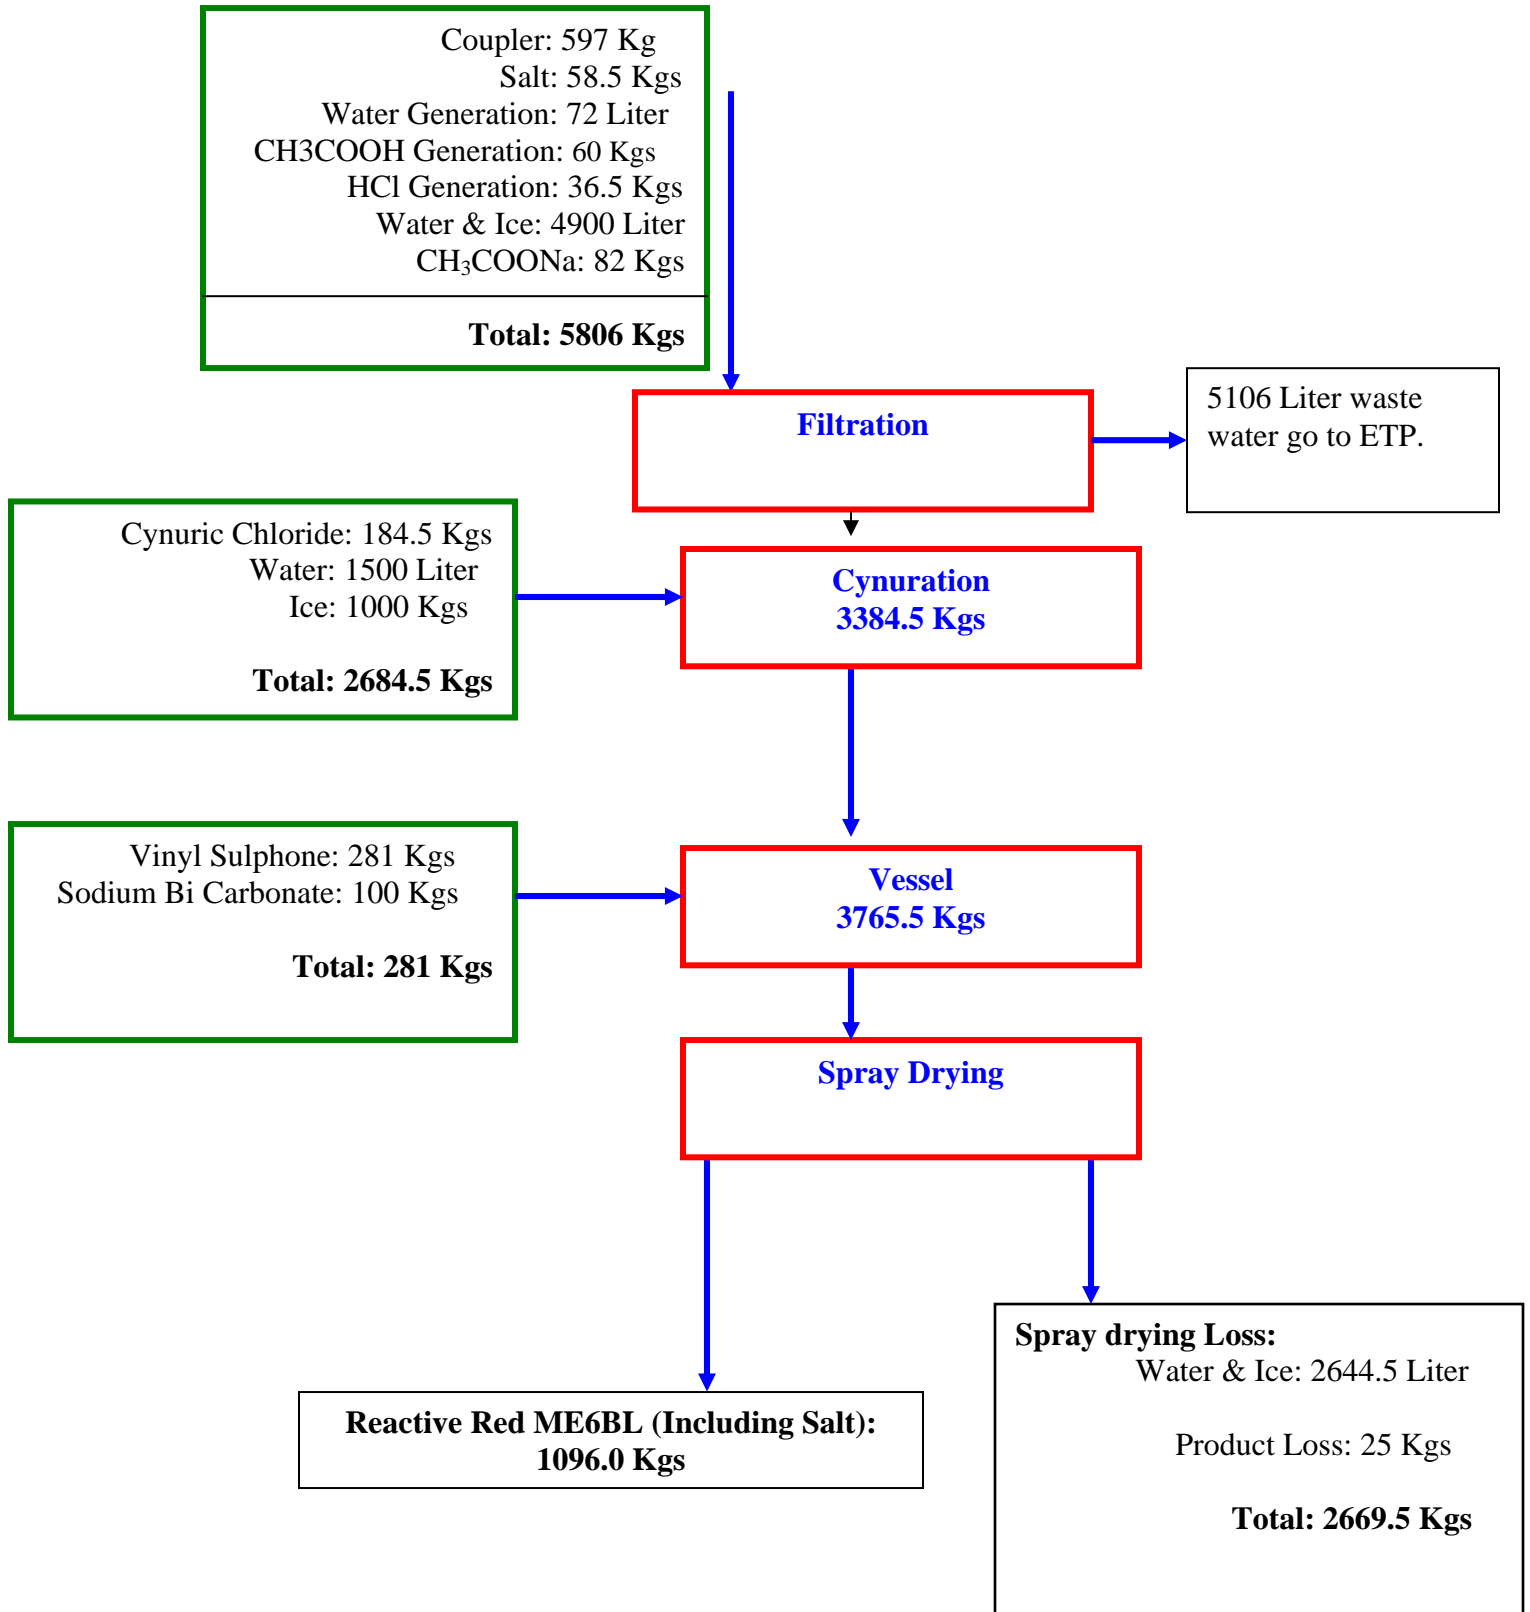 Coupler: 597 Kg
Salt: 58.5 Kgs
Water Generation: 72 Liter
CH3COOH Generation: 60 Kgs
HCl Generation: 36.5 Kgs
Water & Ice: 4900 Liter
CH₃COONa: 82 Kgs
Total: 5806 Kgs
Filtration
5106 Liter waste
water go to ETP.
Cynuric Chloride: 184.5 Kgs
Water: 1500 Liter
Ice: 1000 Kgs
Total: 2684.5 Kgs
Cynuration
3384.5 Kgs
Vinyl Sulphone: 281 Kgs
Sodium Bi Carbonate: 100 Kgs
Total: 281 Kgs
Vessel
3765.5 Kgs
Spray Drying
Reactive Red ME6BL (Including Salt):
1096.0 Kgs
Spray drying Loss:
Water & Ice: 2644.5 Liter
Product Loss: 25 Kgs
Total: 2669.5 Kgs